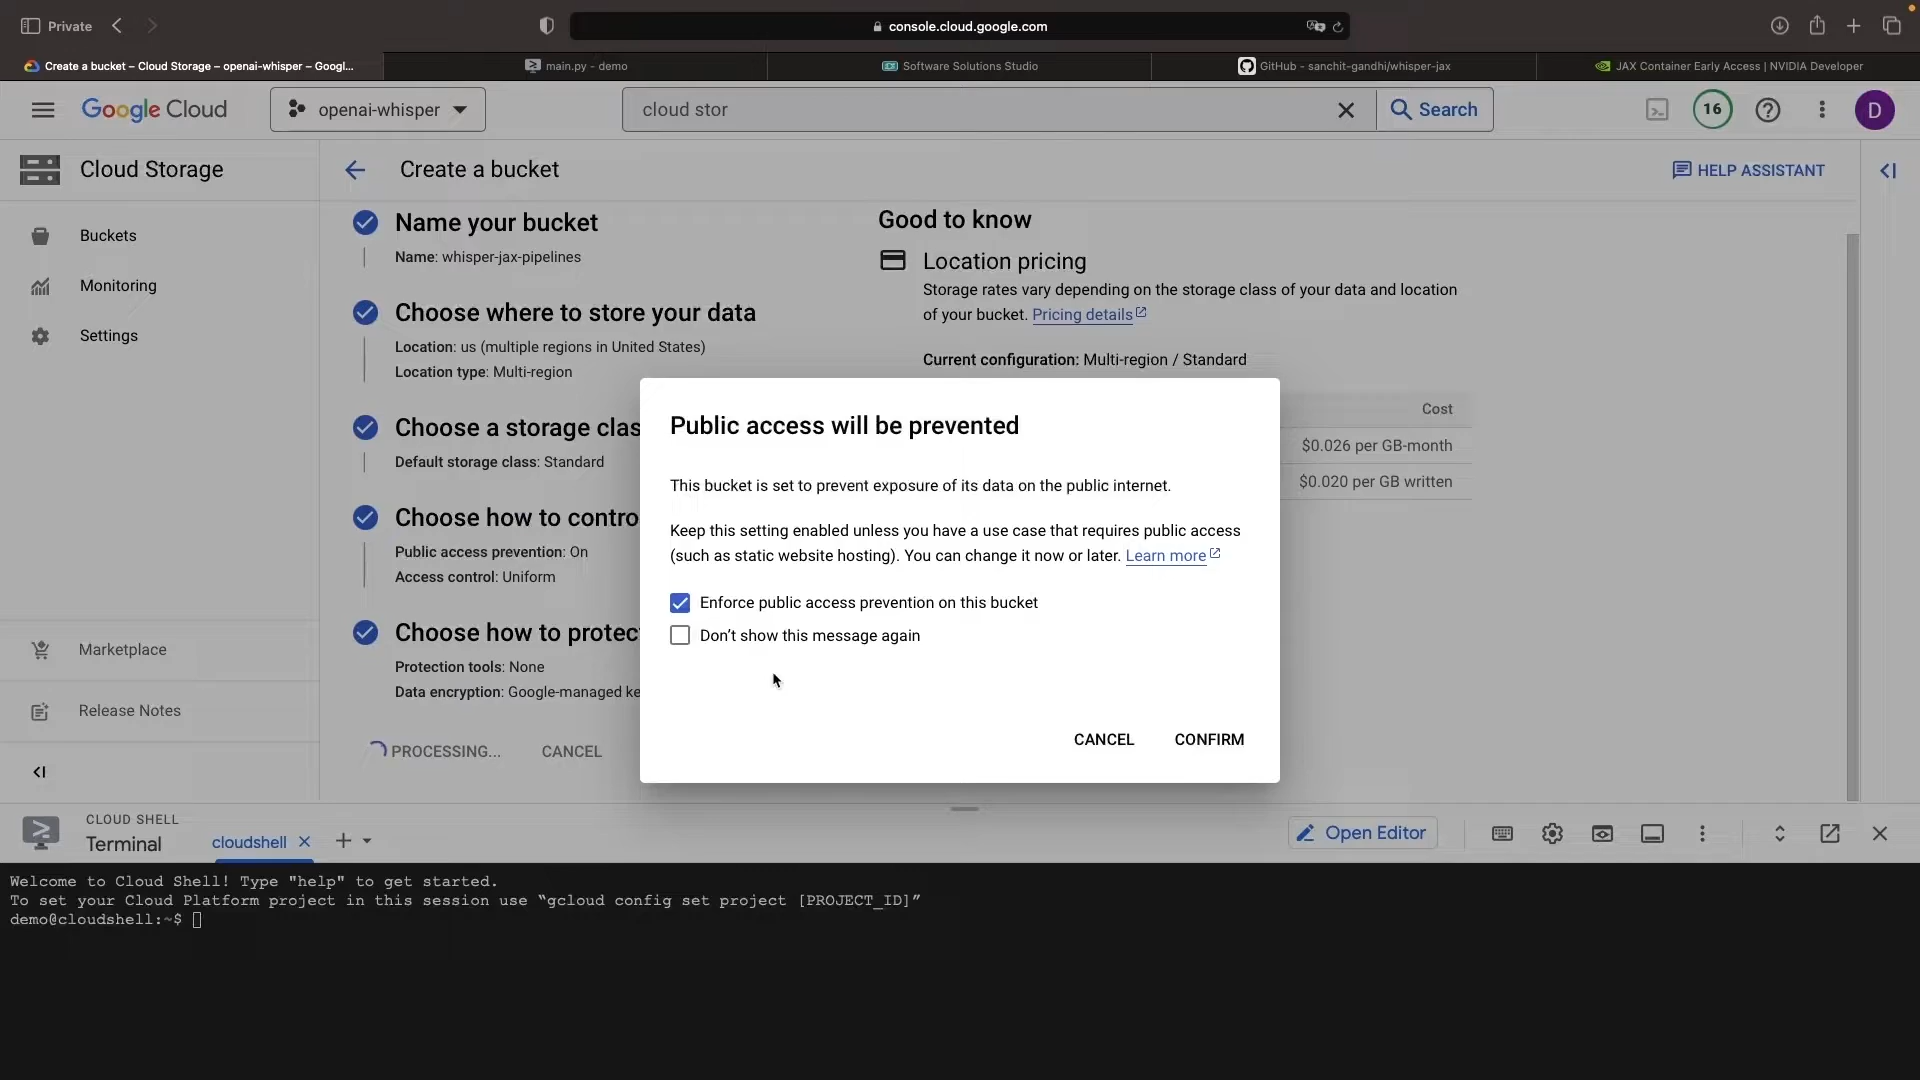 Private
console.cloud.google.com
Create a bucket – Cloud Storage – openai-whisper – Googl...
main.py - demo
Software Solutions Studio
GitHub - sanchit-gandhi/whisper-jax
JAX Container Early Access | NVIDIA Developer
Google Cloud
openai-whisper
cloud stor
Search
16
D
Cloud Storage
Create a bucket
HELP ASSISTANT
Buckets
Monitoring
Settings
Marketplace
Release Notes
Name your bucket
Name: whisper-jax-pipelines
Choose where to store your data
Location: us (multiple regions in United States)
Location type: Multi-region
Choose a storage clas
Default storage class: Standard
Choose how to contro
Public access prevention: On
Access control: Uniform
Choose how to protec
Protection tools: None
Data encryption: Google-managed ke
PROCESSING...
CANCEL
Good to know
Location pricing
Storage rates vary depending on the storage class of your data and location
of your bucket. Pricing details
Current configuration: Multi-region / Standard
Cost
$0.026 per GB-month
$0.020 per GB written
Public access will be prevented
This bucket is set to prevent exposure of its data on the public internet.
Keep this setting enabled unless you have a use case that requires public access
(such as static website hosting). You can change it now or later. Learn more
Enforce public access prevention on this bucket
Don't show this message again
CANCEL
CONFIRM
CLOUD SHELL
Terminal
cloudshell
Open Editor
Welcome to Cloud Shell! Type "help" to get started.
To set your Cloud Platform project in this session use “gcloud config set project [PROJECT_ID]”
demo@cloudshell:~$